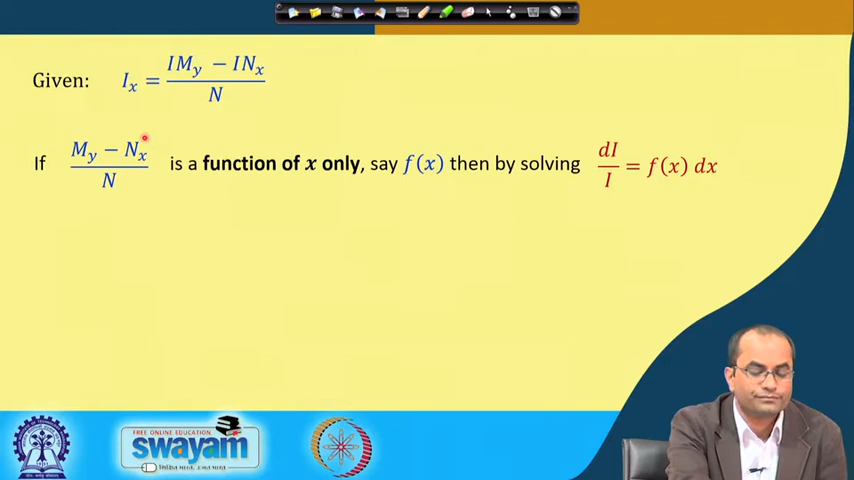 Given: I_x = (IM_y − IN_x)/N
If (M_y − N_x)/N is a function of x only, say f(x) then by solving dI/I = f(x) dx
FREE ONLINE EDUCATION
swayam